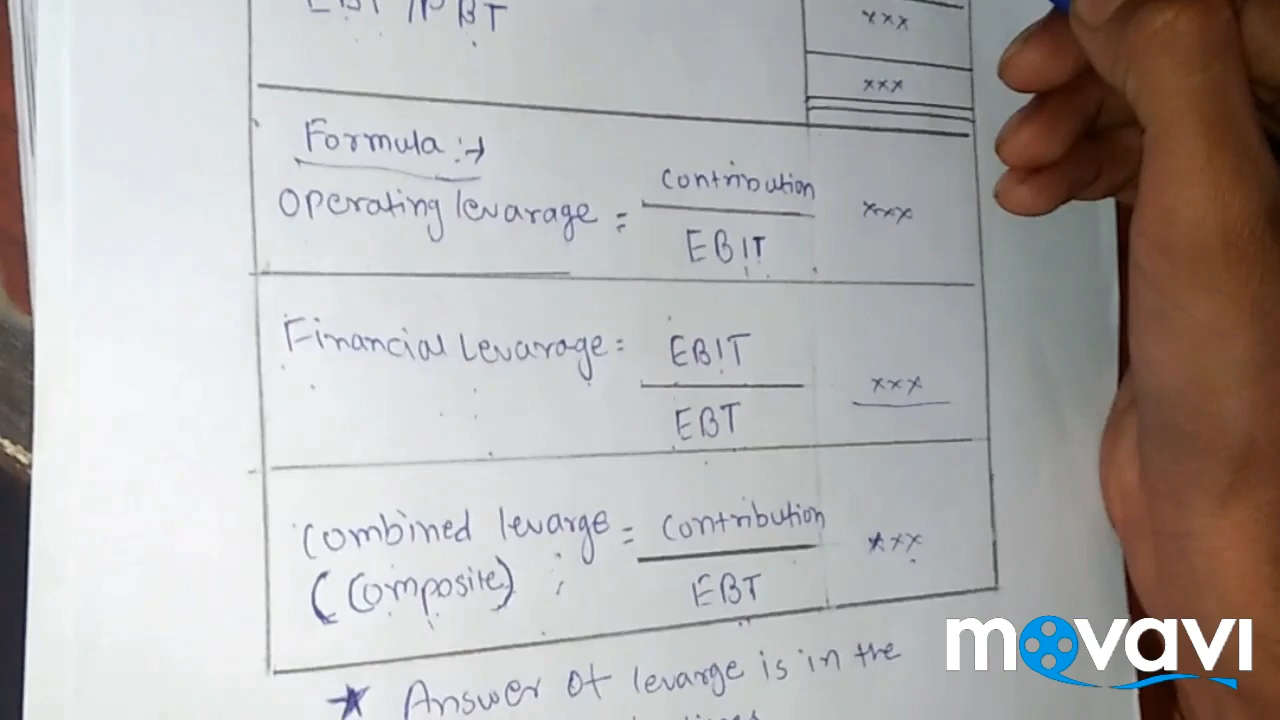 EBT / PBT
xxx
xxx
Formula :→
Operating levarage = contribution xxx
EBIT
Financial Levarage = EBIT
xxx
EBT
Combined levarge = contribution xxx
(Composite) EBT
* Answer of levarge is in the
movavi